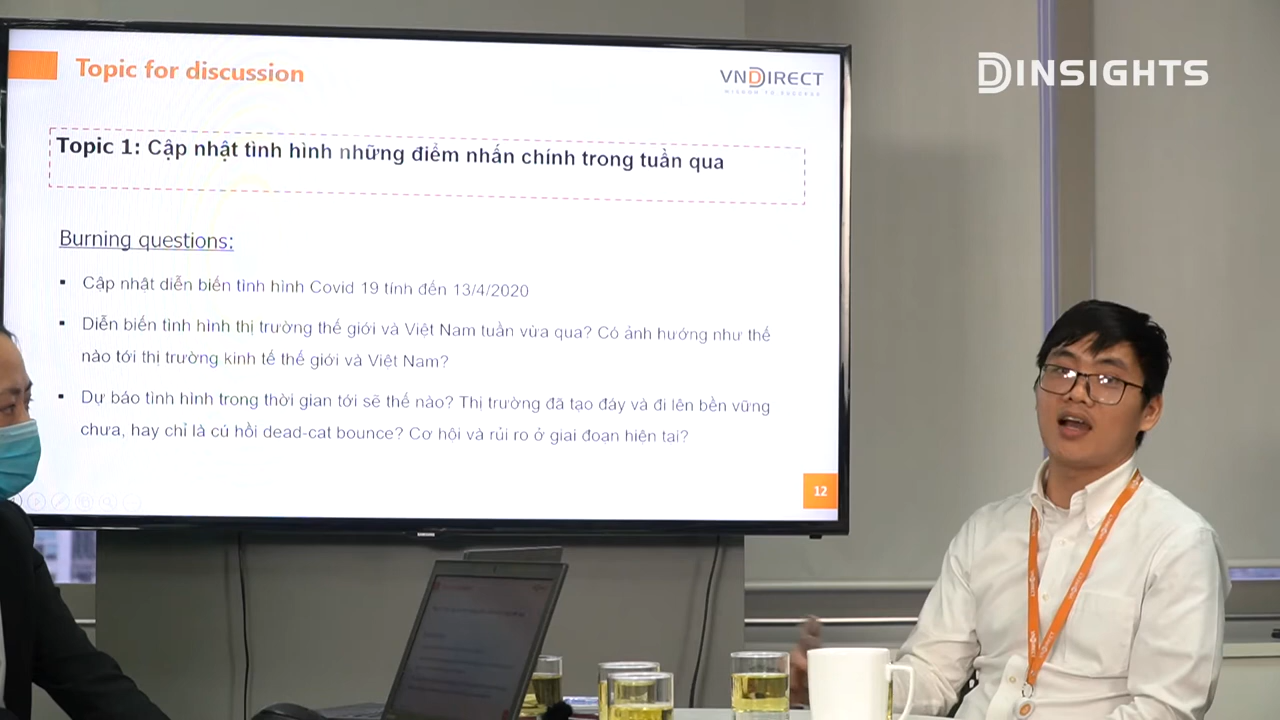 Topic for discussion
VNDIRECT
WISDOM TO SUCCESS
DINSIGHTS
Topic 1: Cập nhật tình hình những điểm nhấn chính trong tuần qua
Burning questions:
▪ Cập nhật diễn biến tình hình Covid 19 tính đến 13/4/2020
▪ Diễn biến tình hình thị trường thế giới và Việt Nam tuần vừa qua? Có ảnh hưởng như thế
nào tới thị trường kinh tế thế giới và Việt Nam?
▪ Dự báo tình hình trong thời gian tới sẽ thế nào? Thị trường đã tạo đáy và đi lên bền vững
chưa, hay chỉ là cú hồi dead-cat bounce? Cơ hội và rủi ro ở giai đoạn hiện tại?
12
VNDIRECT